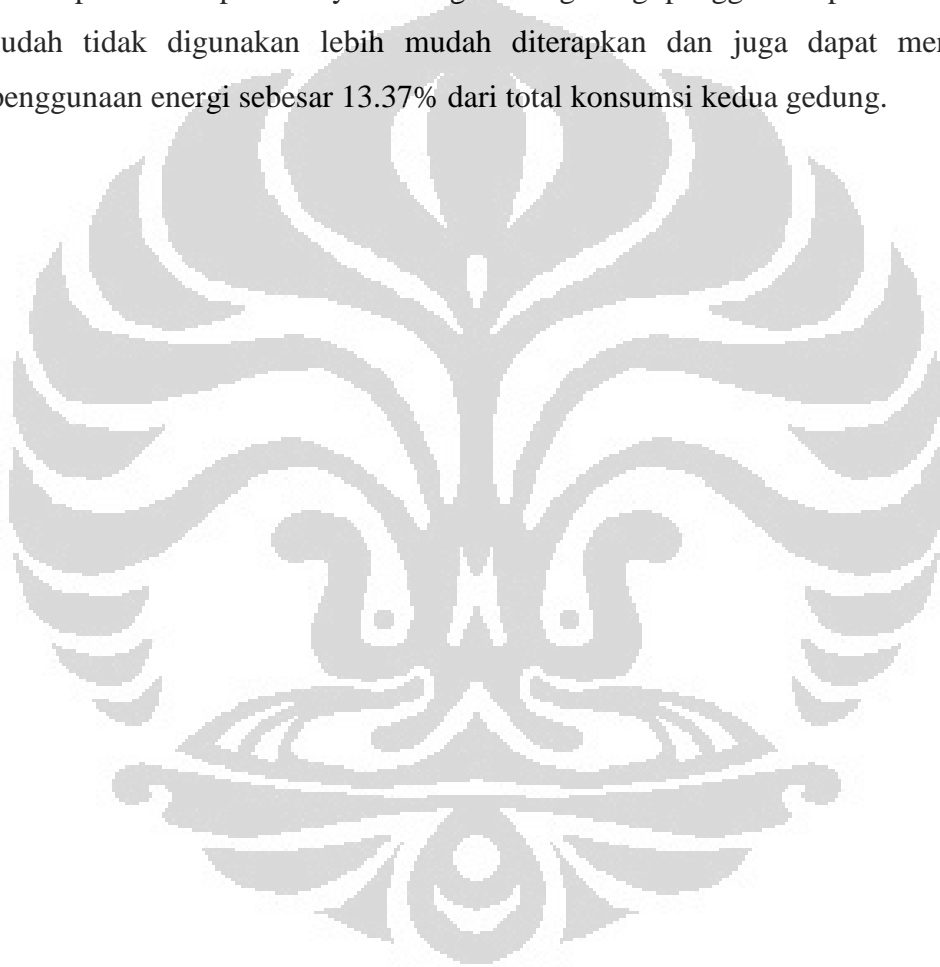 udah tidak digunakan lebih mudah diterapkan dan juga dapat mer
penggunaan energi sebesar 13.37% dari total konsumsi kedua gedung.